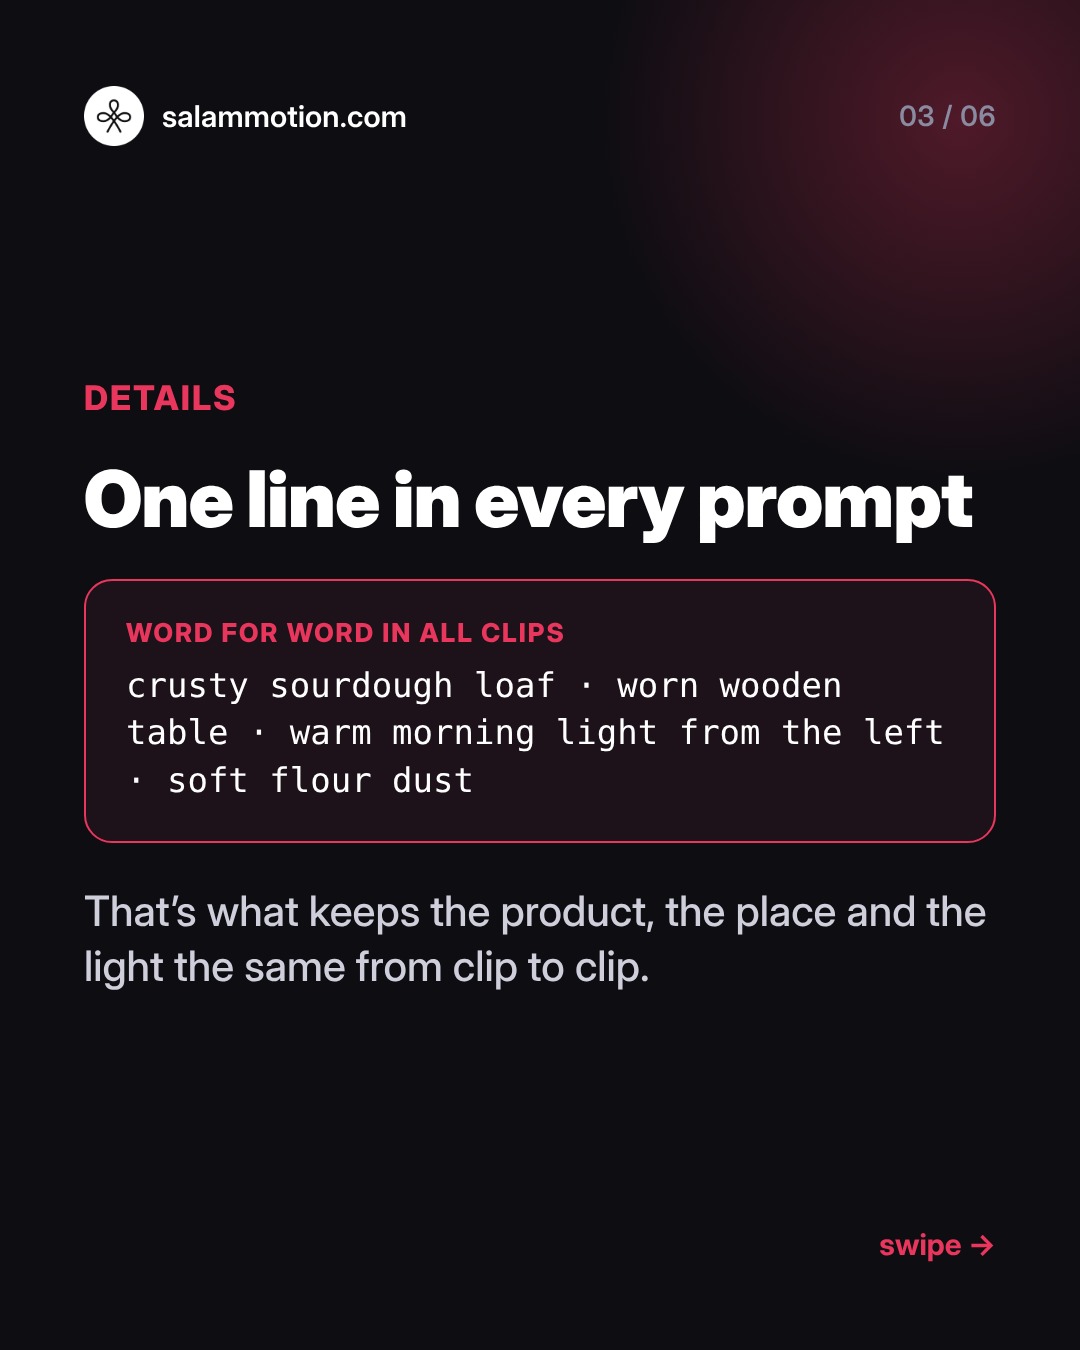 salammotion.com
03 / 06
DETAILS
One line in every prompt
WORD FOR WORD IN ALL CLIPS
crusty sourdough loaf · worn wooden
table · warm morning light from the left
· soft flour dust
That’s what keeps the product, the place and the
light the same from clip to clip.
swipe →